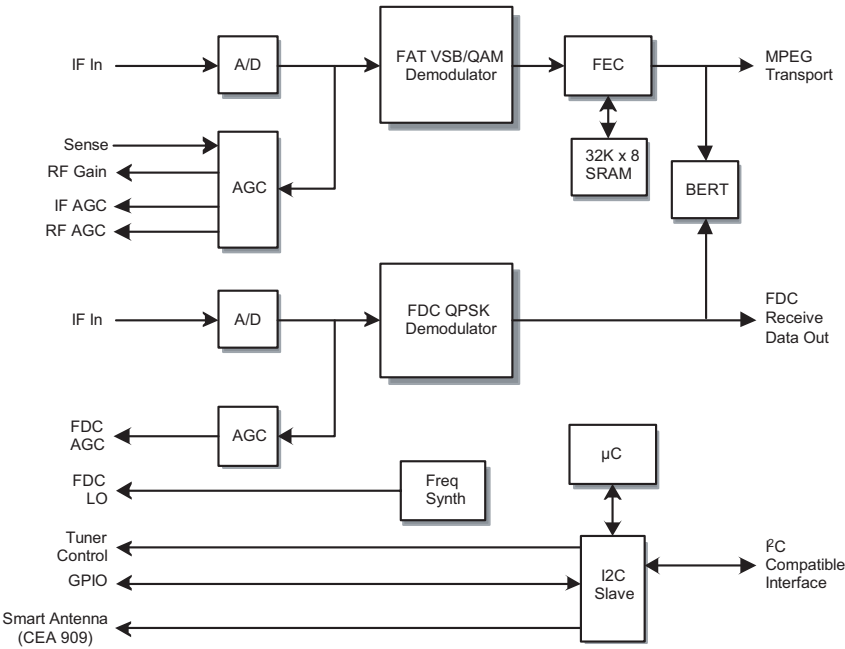 IF In
A/D
FAT VSB/QAM
Demodulator
FEC
MPEG
Transport
Sense
RF Gain
IF AGC
RF AGC
AGC
32K x 8
SRAM
BERT
IF In
A/D
FDC QPSK
Demodulator
FDC
Receive
Data Out
FDC
AGC
AGC
FDC
LO
Freq
Synth
µC
Tuner
Control
GPIO
Smart Antenna
(CEA 909)
I2C
Slave
I²C
Compatible
Interface